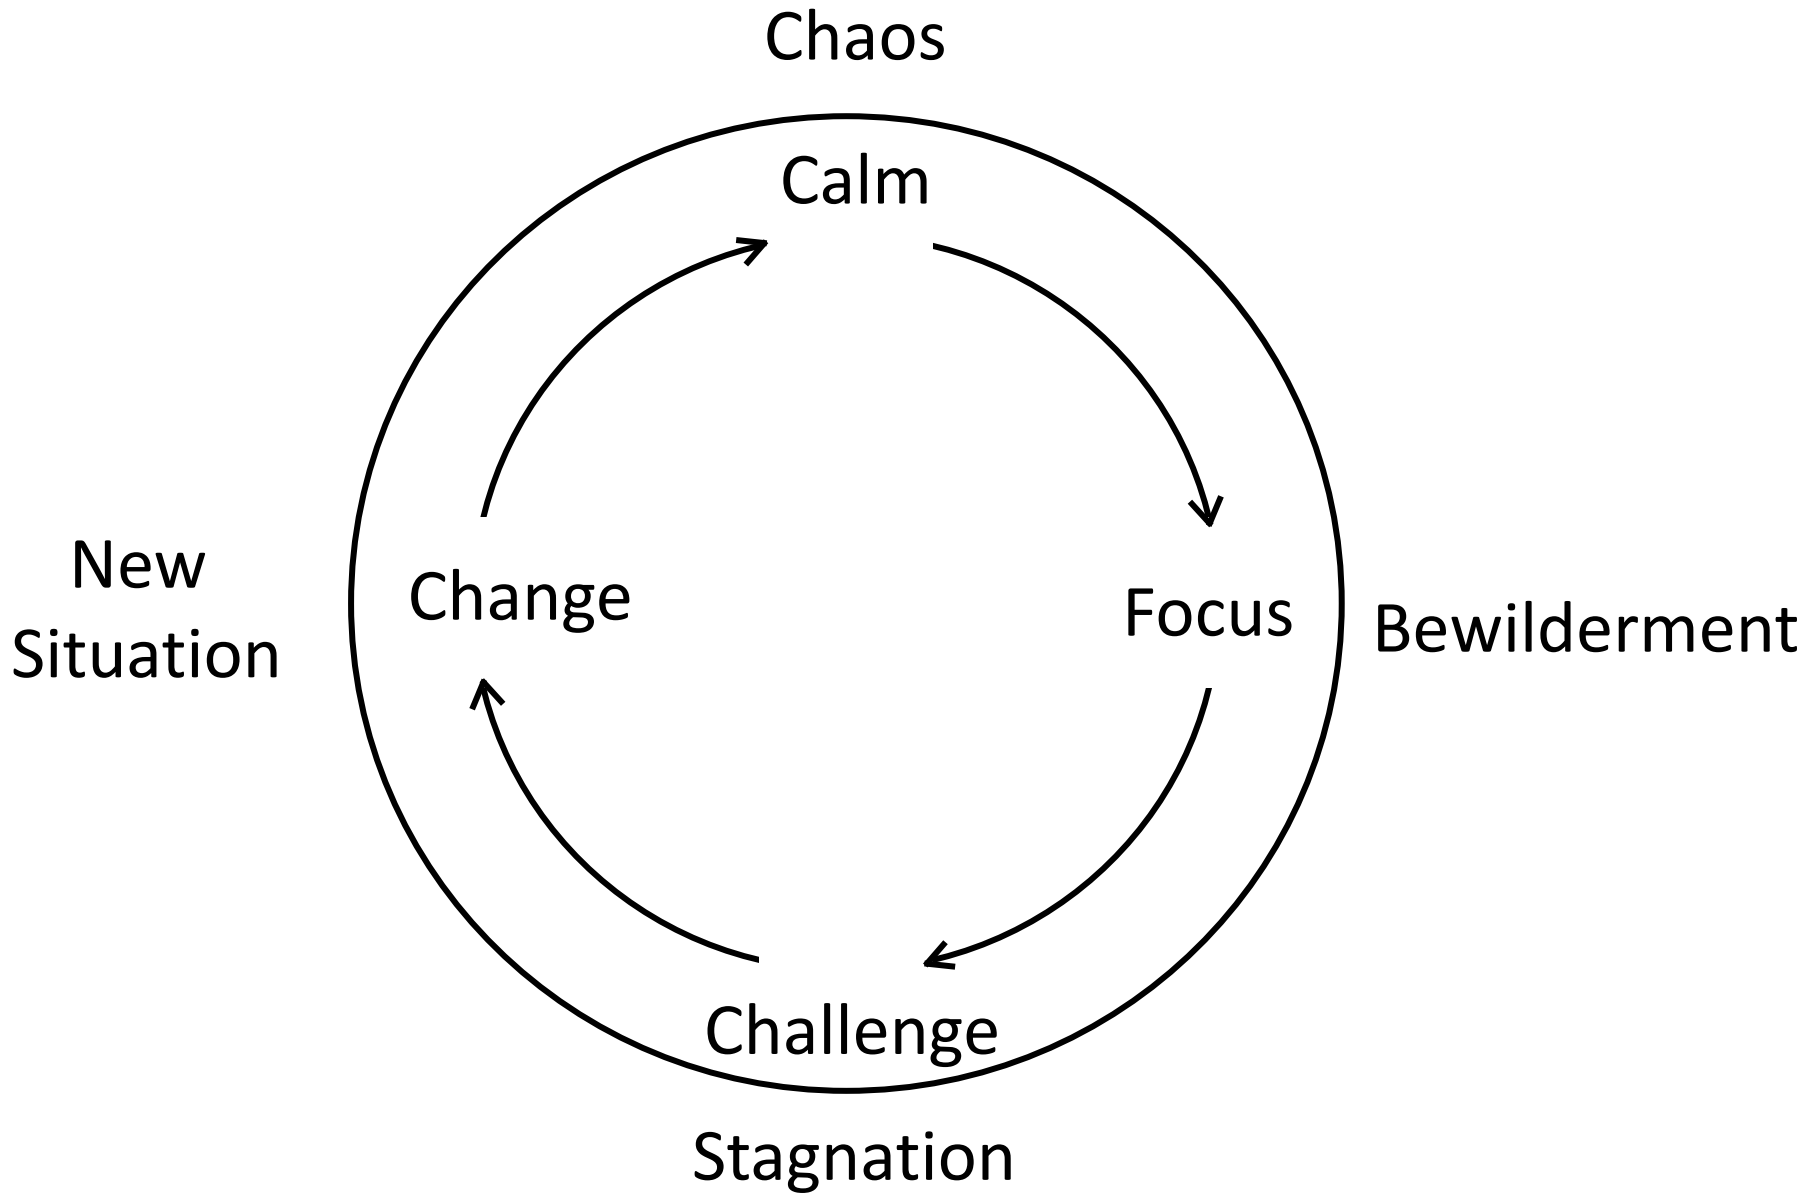 Chaos
Calm
New
Situation
Change
Focus
Bewilderment
Challenge
Stagnation